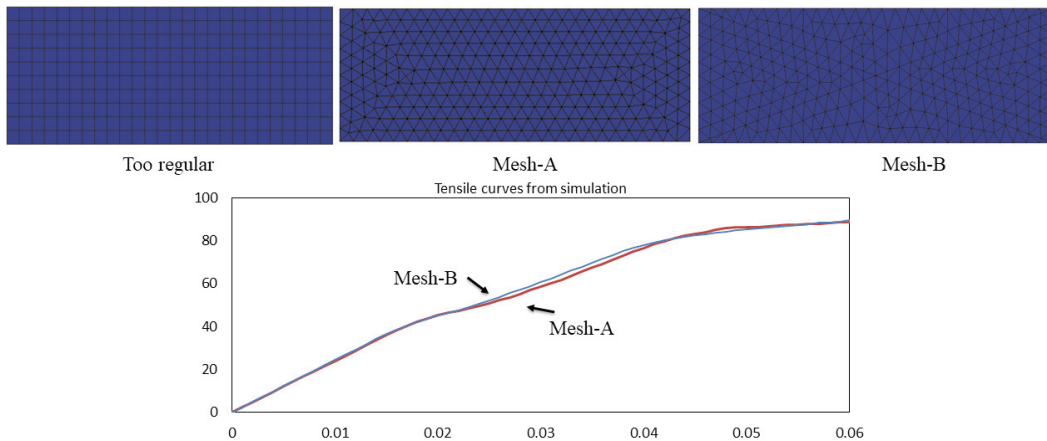 Too regular
Mesh-A
Mesh-B
Tensile curves from simulation
100
80
60
40
20
0
Mesh-B
Mesh-A
0
0.01
0.02
0.03
0.04
0.05
0.06